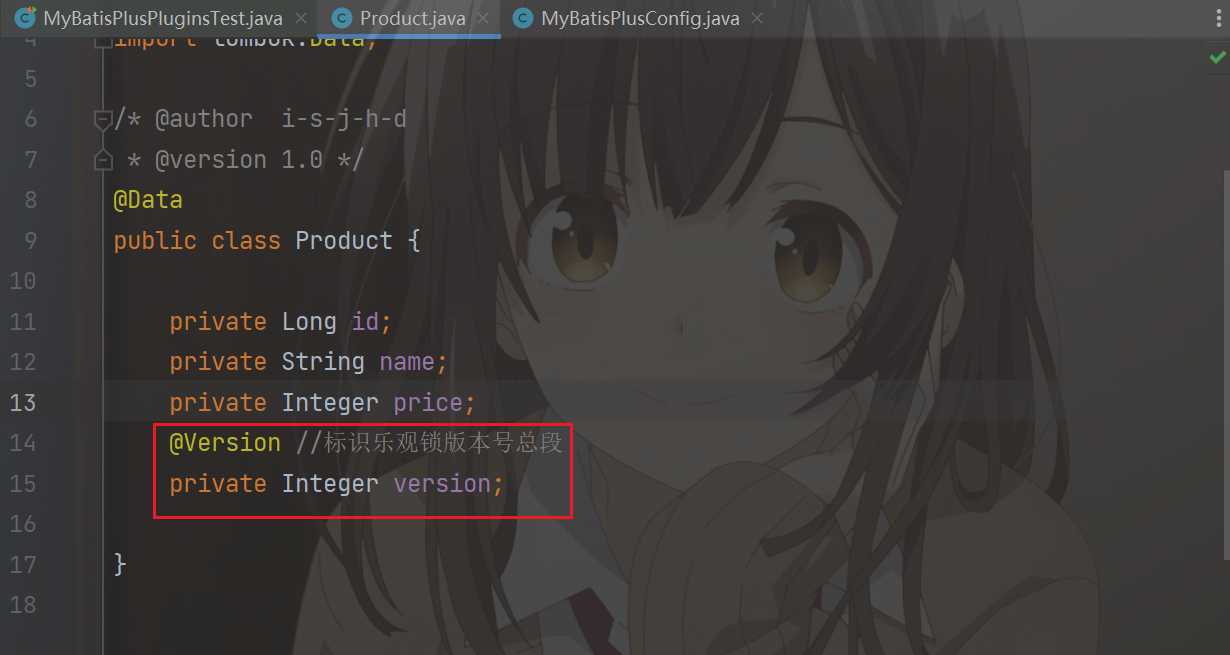 MyBatisPlusPluginsTest.java Product.java MyBatisPlusConfig.java
4 import lombok.Data;
5
6 /* @author  i-s-j-h-d
7 * @version 1.0 */
8 @Data
9 public class Product {
10
11 private Long id;
12 private String name;
13 private Integer price;
14 @Version //标识乐观锁版本号总段
15 private Integer version;
16
17 }
18